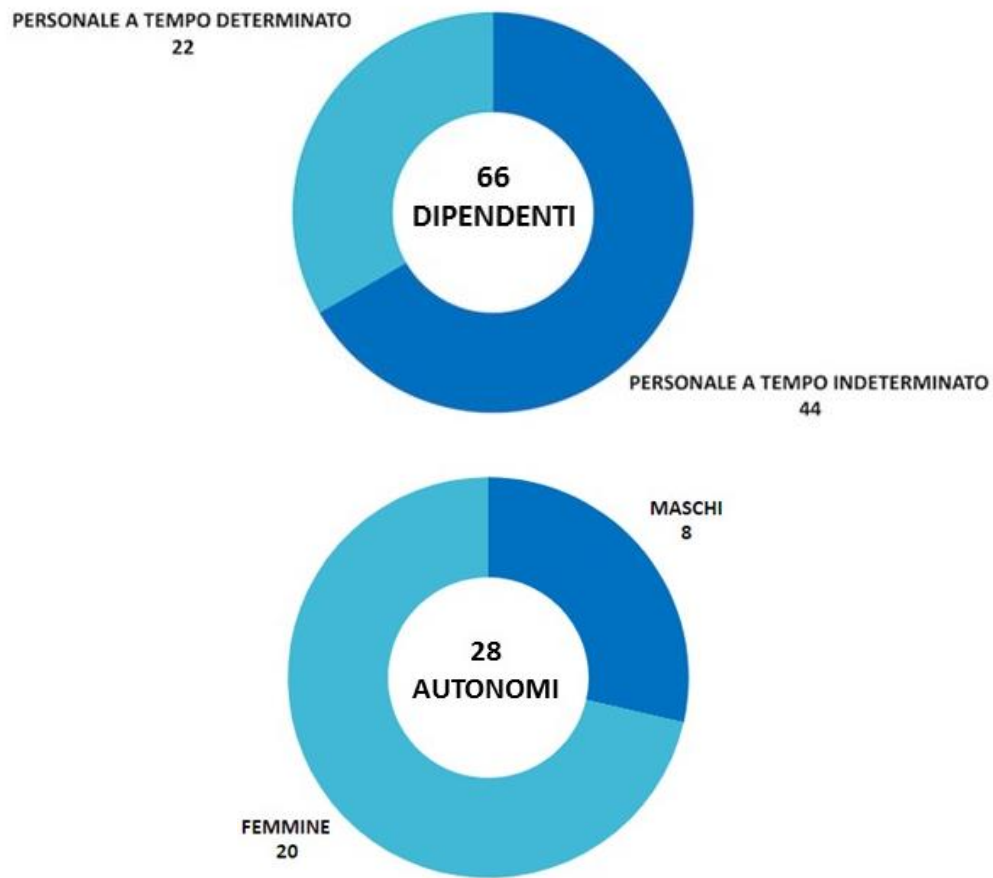 PERSONALE A TEMPO DETERMINATO
22
66
DIPENDENTI
PERSONALE A TEMPO INDETERMINATO
44
MASCHI
8
28
AUTONOMI
FEMMINE
20